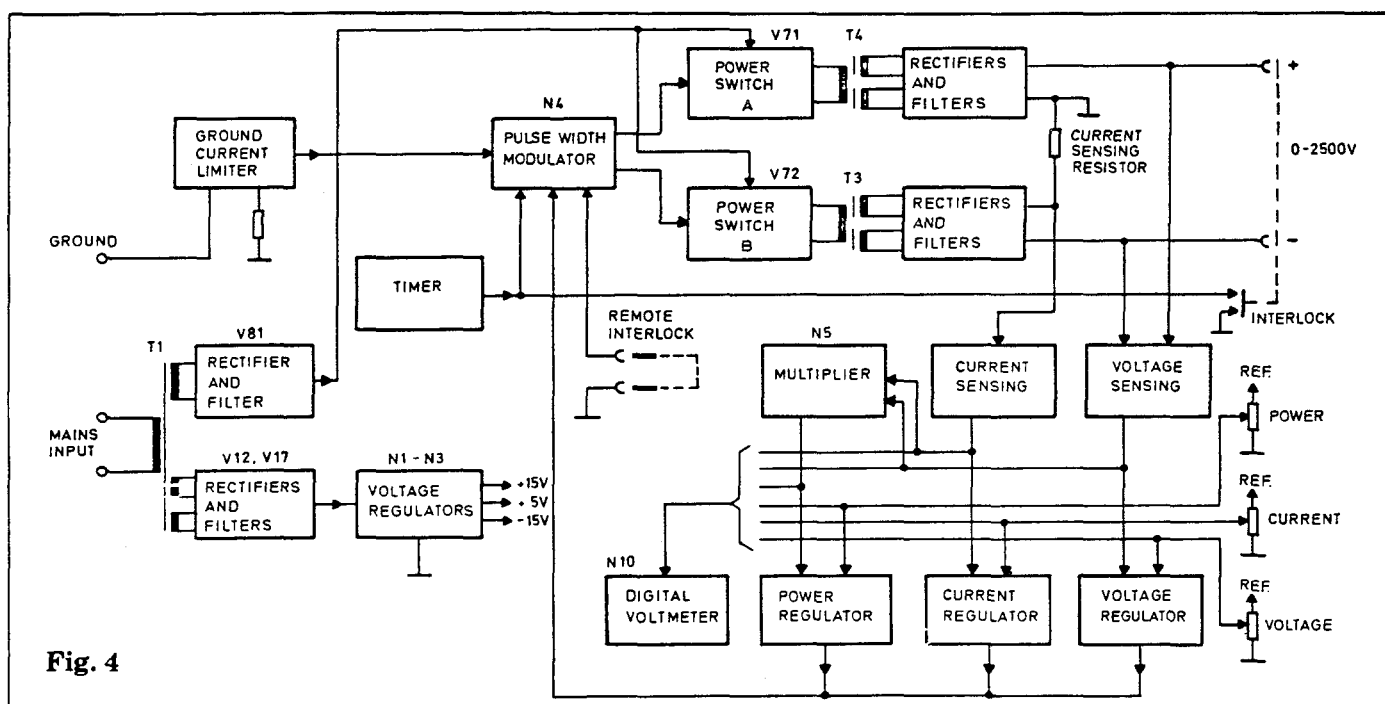 V71
T4
POWER
SWITCH
A
RECTIFIERS
AND
FILTERS
+
N4
GROUND
CURRENT
LIMITER
PULSE WIDTH
MODULATOR
CURRENT
SENSING
RESISTOR
0-2500V
V72
T3
POWER
SWITCH
B
RECTIFIERS
AND
FILTERS
-
GROUND
TIMER
INTERLOCK
REMOTE
INTERLOCK
T1
V81
RECTIFIER
AND
FILTER
N5
MULTIPLIER
CURRENT
SENSING
VOLTAGE
SENSING
REF.
POWER
MAINS
INPUT
V12, V17
RECTIFIERS
AND
FILTERS
N1-N3
VOLTAGE
REGULATORS
+15V
+5V
-15V
REF.
CURRENT
N10
DIGITAL
VOLTMETER
POWER
REGULATOR
CURRENT
REGULATOR
VOLTAGE
REGULATOR
REF.
VOLTAGE
Fig. 4